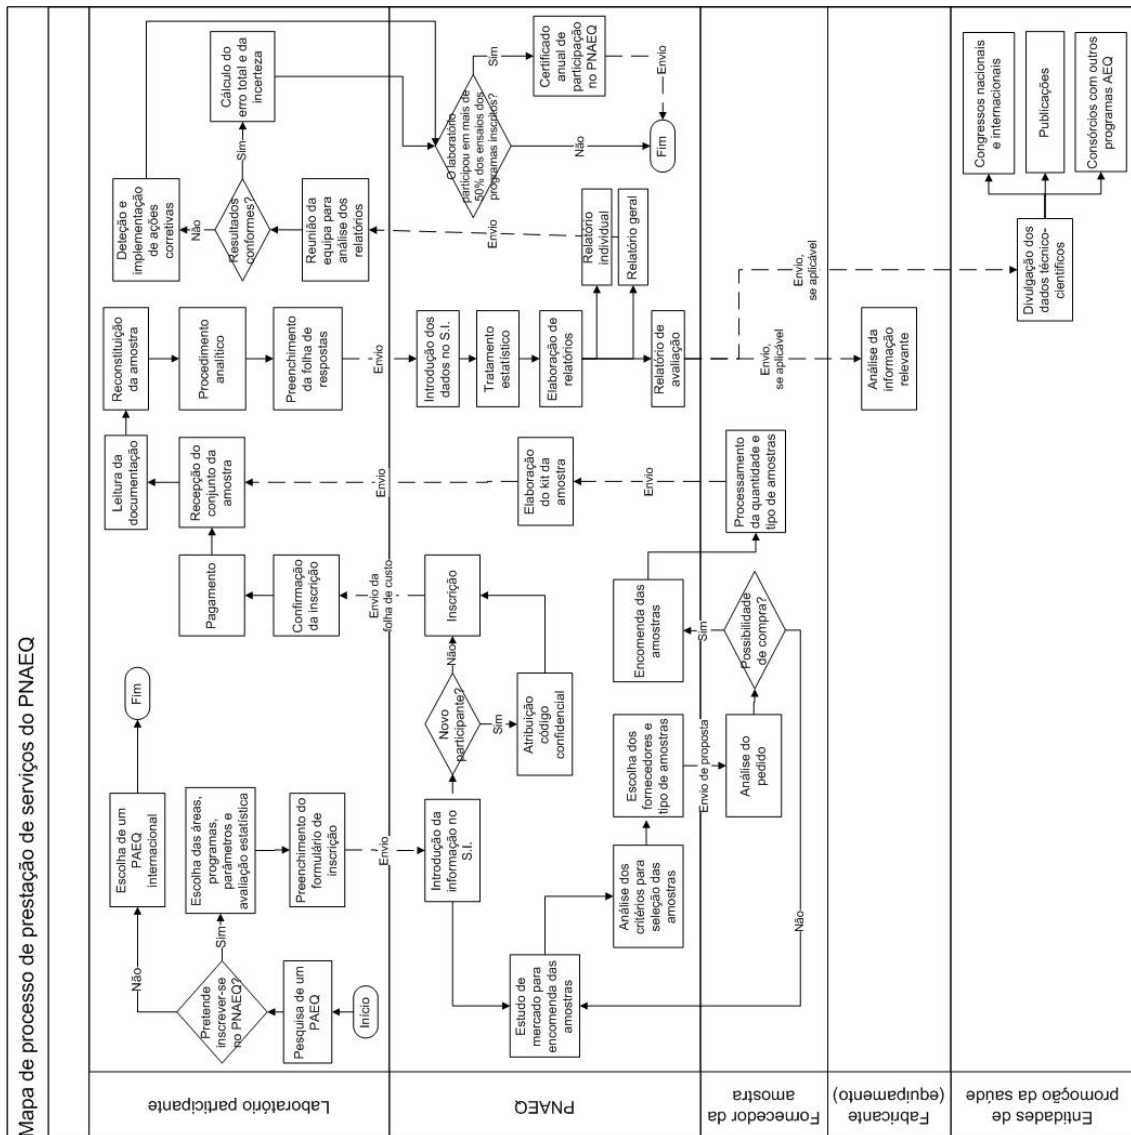 Mapa de processo de prestação de serviços do PNAEQ
Laboratório participante
Início
Pesquisa de um
PAEQ
Pretende
inscrever-se
no PNAEQ?
Não
Sim
Escolha de um
PAEQ
internacional
Fim
Escolha das áreas,
programas,
parâmetros e
avaliação estatística
Preenchimento do
formulário de
inscrição
Envio
Pagamento
Confirmação
da inscrição
Envio da
folha de custo
Leitura da
documentação
Recepção do
conjunto da
amostra
Envio
Reconstituição
da amostra
Procedimento
analítico
Preenchimento
da folha de
respostas
Envio
Deteção e
implementação
de ações
corretivas
Não
Resultados
conformes?
Sim
Reunião da
equipa para
análise dos
relatórios
Cálculo do
erro total e da
incerteza
Envio
PNAEQ
Introdução da
informação no
S.I.
Novo
participante?
Não
Sim
Inscrição
Atribuição
código
confidencial
Estudo de
mercado para
encomenda das
amostras
Análise dos
critérios para
seleção das
amostras
Escolha dos
fornecedores e
tipo de amostras
Envio de proposta
Encomenda das
amostras
Elaboração
do kit da
amostra
Envio
Introdução dos
dados no S.I.
Tratamento
estatístico
Elaboração de
relatórios
Relatório
individual
Relatório geral
Relatório de
avaliação
O laboratório
participou em mais de
50% dos ensaios dos
programas inscritos?
Sim
Não
Certificado
anual de
participação
no PNAEQ
Envio
Fim
Fornecedor da
amostra
Análise do
pedido
Possibilidade
de compra?
Sim
Não
Processamento
da quantidade e
tipo de amostras
Fabricante
(equipamento)
Envio,
se aplicável
Análise da
informação
relevante
Entidades de
promoção da saúde
Envio,
se aplicável
Divulgação dos
dados técnico-
cientificos
Congressos nacionais
e internacionais
Publicações
Consórcios com outros
programas AEQ